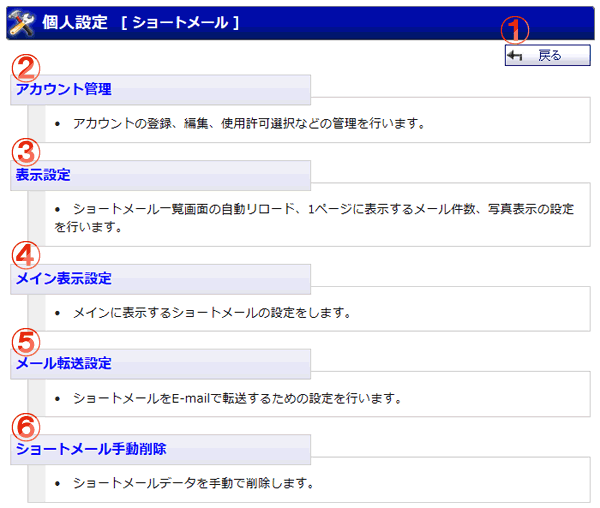 個人設定 [ ショートメール ]
①
戻る
②
アカウント管理
• アカウントの登録、編集、使用許可選択などの管理を行います。
③
表示設定
• ショートメール一覧画面の自動リロード、1ページに表示するメール件数、写真表示の設定
を行います。
④
メイン表示設定
• メインに表示するショートメールの設定をします。
⑤
メール転送設定
• ショートメールをE-mailで転送するための設定を行います。
⑥
ショートメール手動削除
• ショートメールデータを手動で削除します。